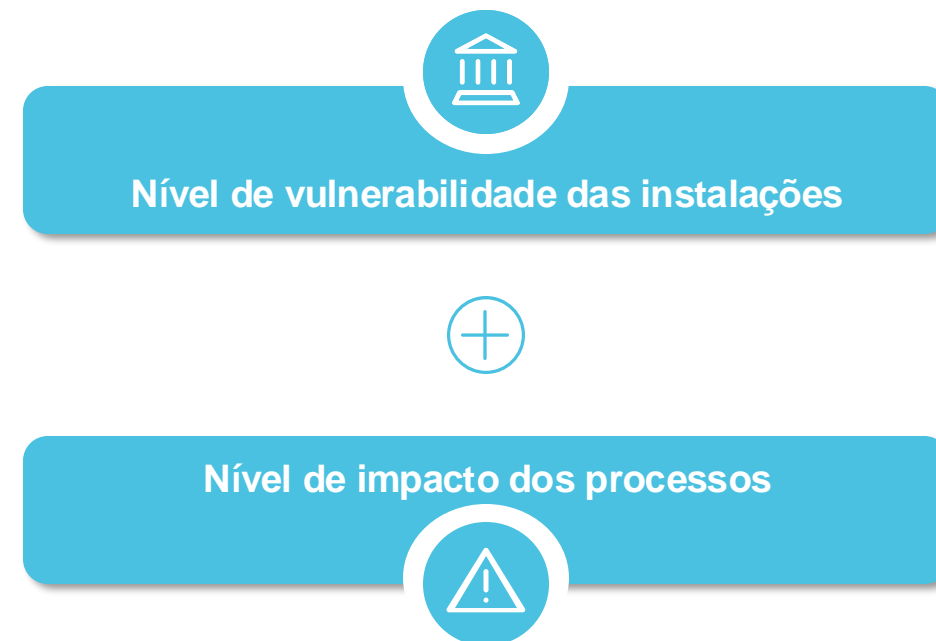 Nível de vulnerabilidade das instalações
Nível de impacto dos processos